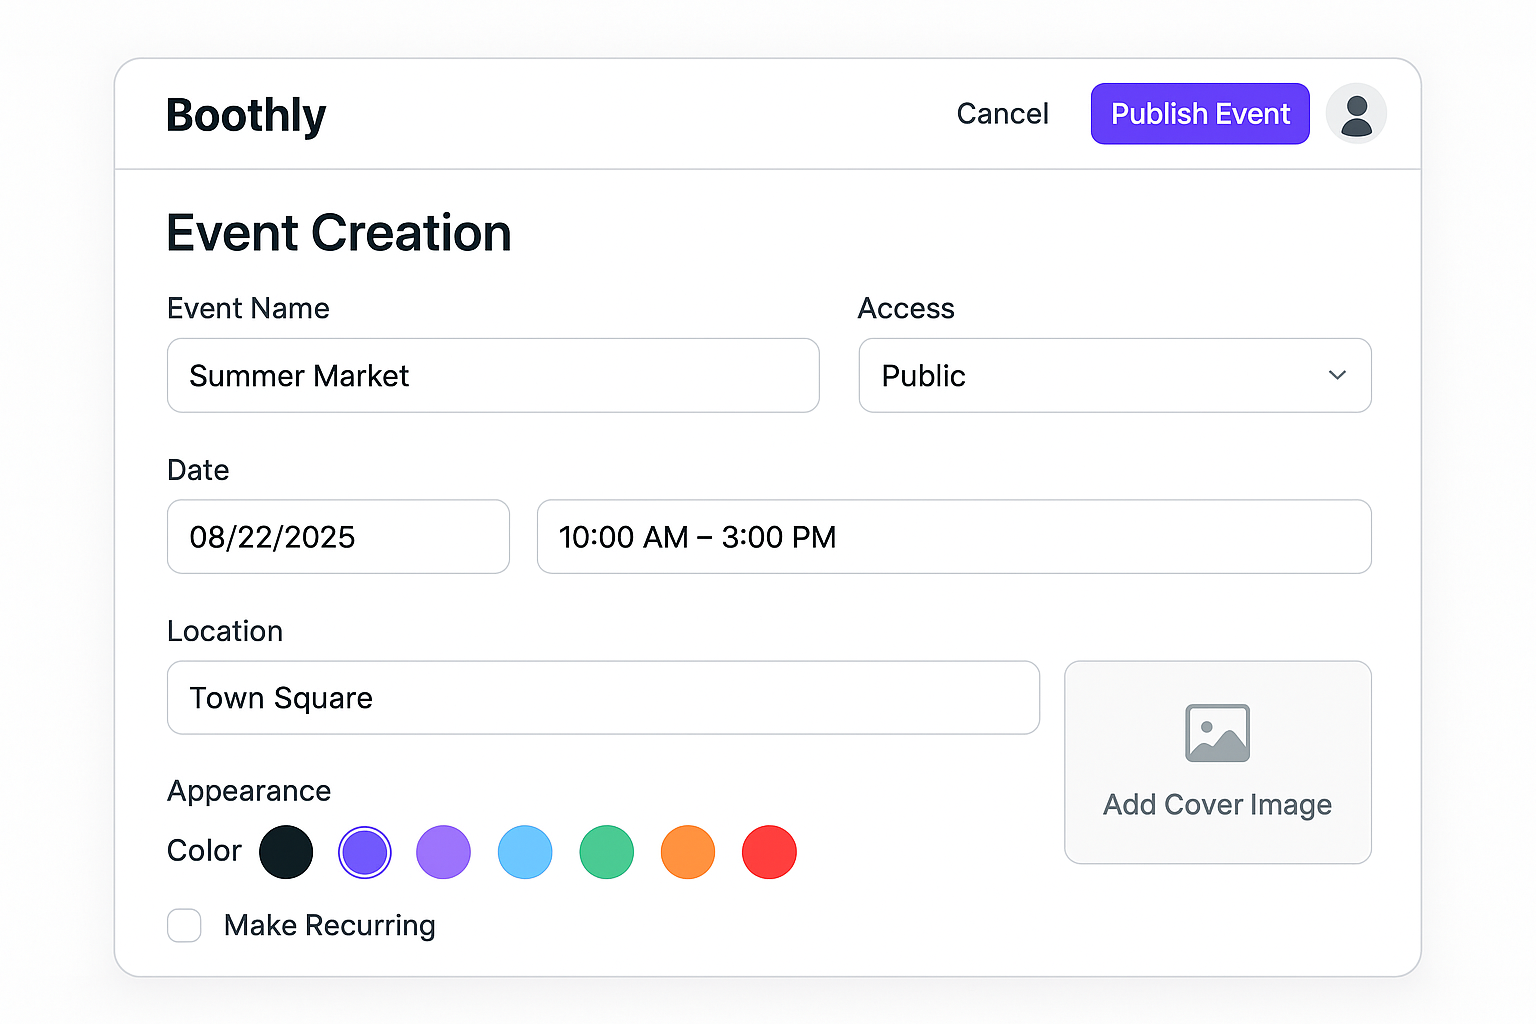 Boothly
Cancel
Publish Event
Event Creation
Event Name
Access
Summer Market
Public
Date
08/22/2025
10:00 AM – 3:00 PM
Location
Town Square
Add Cover Image
Appearance
Color
Make Recurring